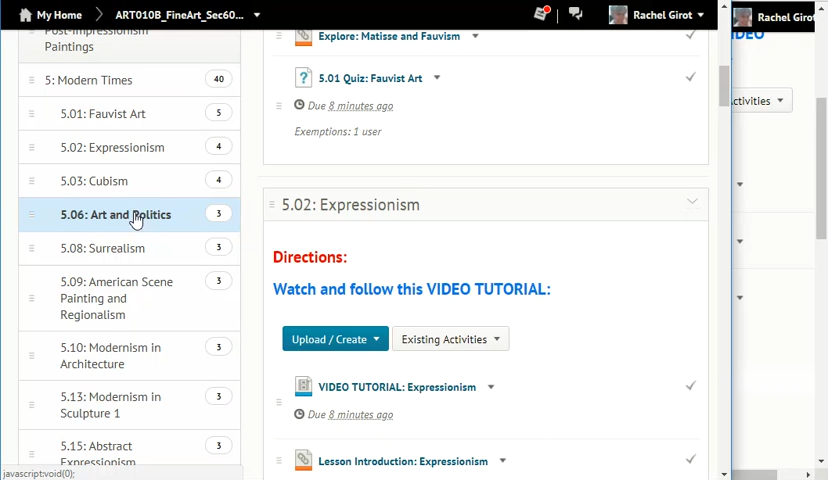 My Home
ART010B_FineArt_Sec60...
Rachel Girot
Rachel Girot
Post-Impressionism
Paintings
5: Modern Times
40
5.01: Fauvist Art
5
5.02: Expressionism
4
5.03: Cubism
4
5.06: Art and Politics
3
5.08: Surrealism
3
5.09: American Scene
Painting and
Regionalism
3
5.10: Modernism in
Architecture
3
5.13: Modernism in
Sculpture 1
3
5.15: Abstract
Expressionism
3
javascript:void(0);
Explore: Matisse and Fauvism
5.01 Quiz: Fauvist Art
Due 8 minutes ago
Exemptions: 1 user
5.02: Expressionism
Directions:
Watch and follow this VIDEO TUTORIAL:
Upload / Create
Existing Activities
VIDEO TUTORIAL: Expressionism
Due 8 minutes ago
Lesson Introduction: Expressionism